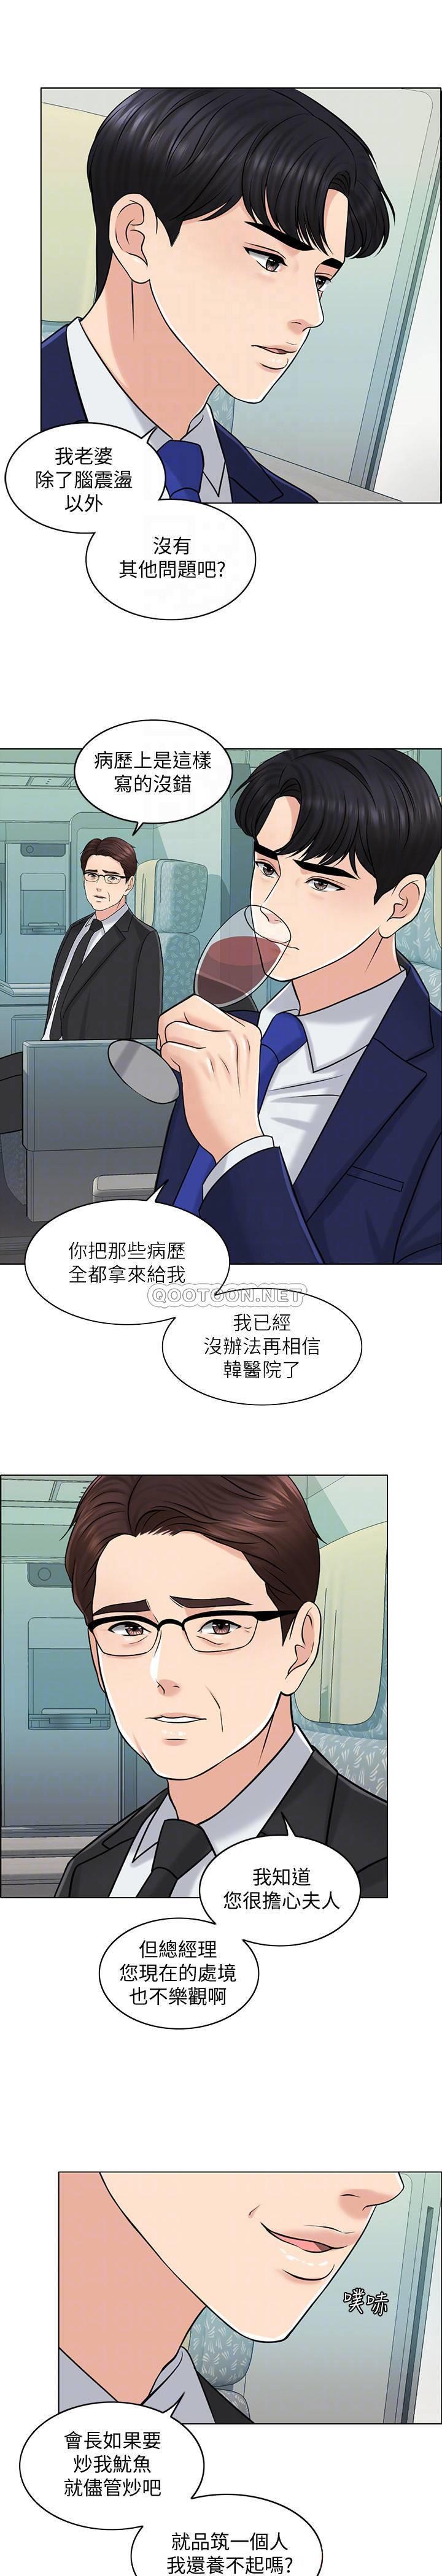 我老婆
除了腦震盪
以外
沒有
其他問題吧?
病歷上是這樣
寫的沒錯
你把那些病歷
全都拿來給我
QOOTOON.NET
我已經
沒辦法再相信
韓醫院了
我知道
您很擔心夫人
但總經理
您現在的處境
也不樂觀啊
噗哧
會長如果要
炒我魷魚
就儘管炒吧
就品筑一個人
我還養不起嗎?